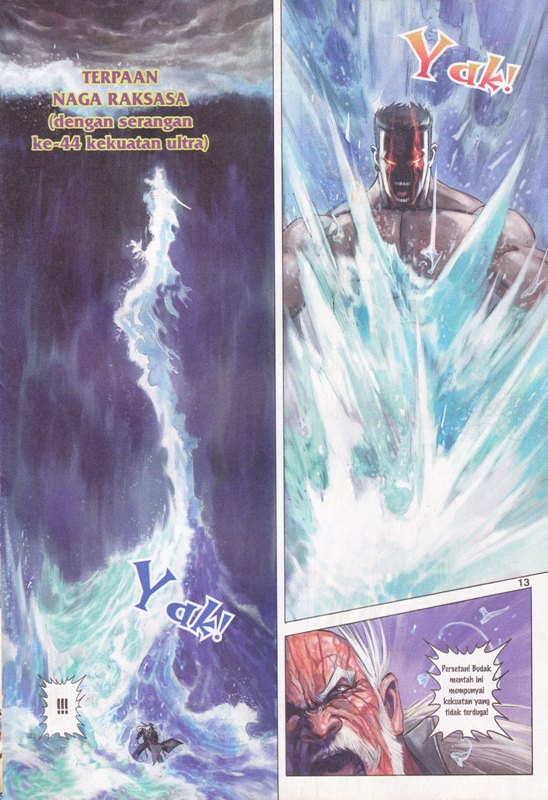 TERPAAN
NAGA RAKSASA
(dengan serangan
ke-44 kekuatan ultra)
Yak!
!!!
Yak!
13
Persetan! Budak
mentah ini
mempunyai
kekuatan yang
tidak terduga!